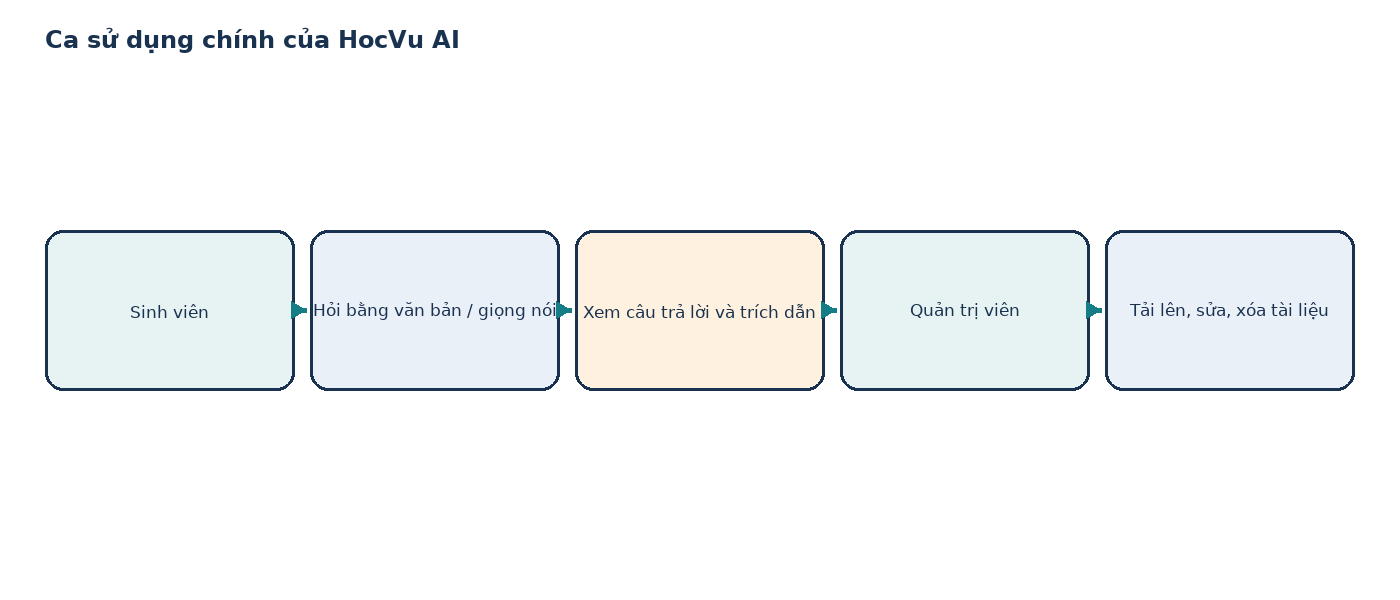 Ca sử dụng chính của HocVu AI
Sinh viên
Hỏi bằng văn bản / giọng nói
Xem câu trả lời và trích dẫn
Quản trị viên
Tải lên, sửa, xóa tài liệu